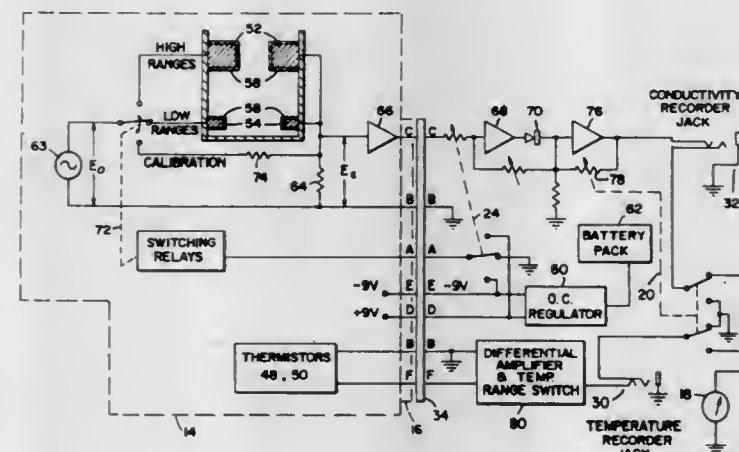 52
HIGH
RANGES
58
58
54
LOW
RANGES
CALIBRATION
63
E₀
74
64
E
66
C C
B B
A A
E E
D D
B B
F F
72
SWITCHING
RELAYS
-9V
+9V
-9V
THERMISTORS
48, 50
14
16
34
68
70
76
78
24
CONDUCTIVITY
RECORDER
JACK
32
62
BATTERY
PACK
60
D.C.
REGULATOR
20
DIFFERENTIAL
AMPLIFIER
& TEMP.
RANGE SWITCH
80
30
18
TEMPERATURE
RECORDER
JACK